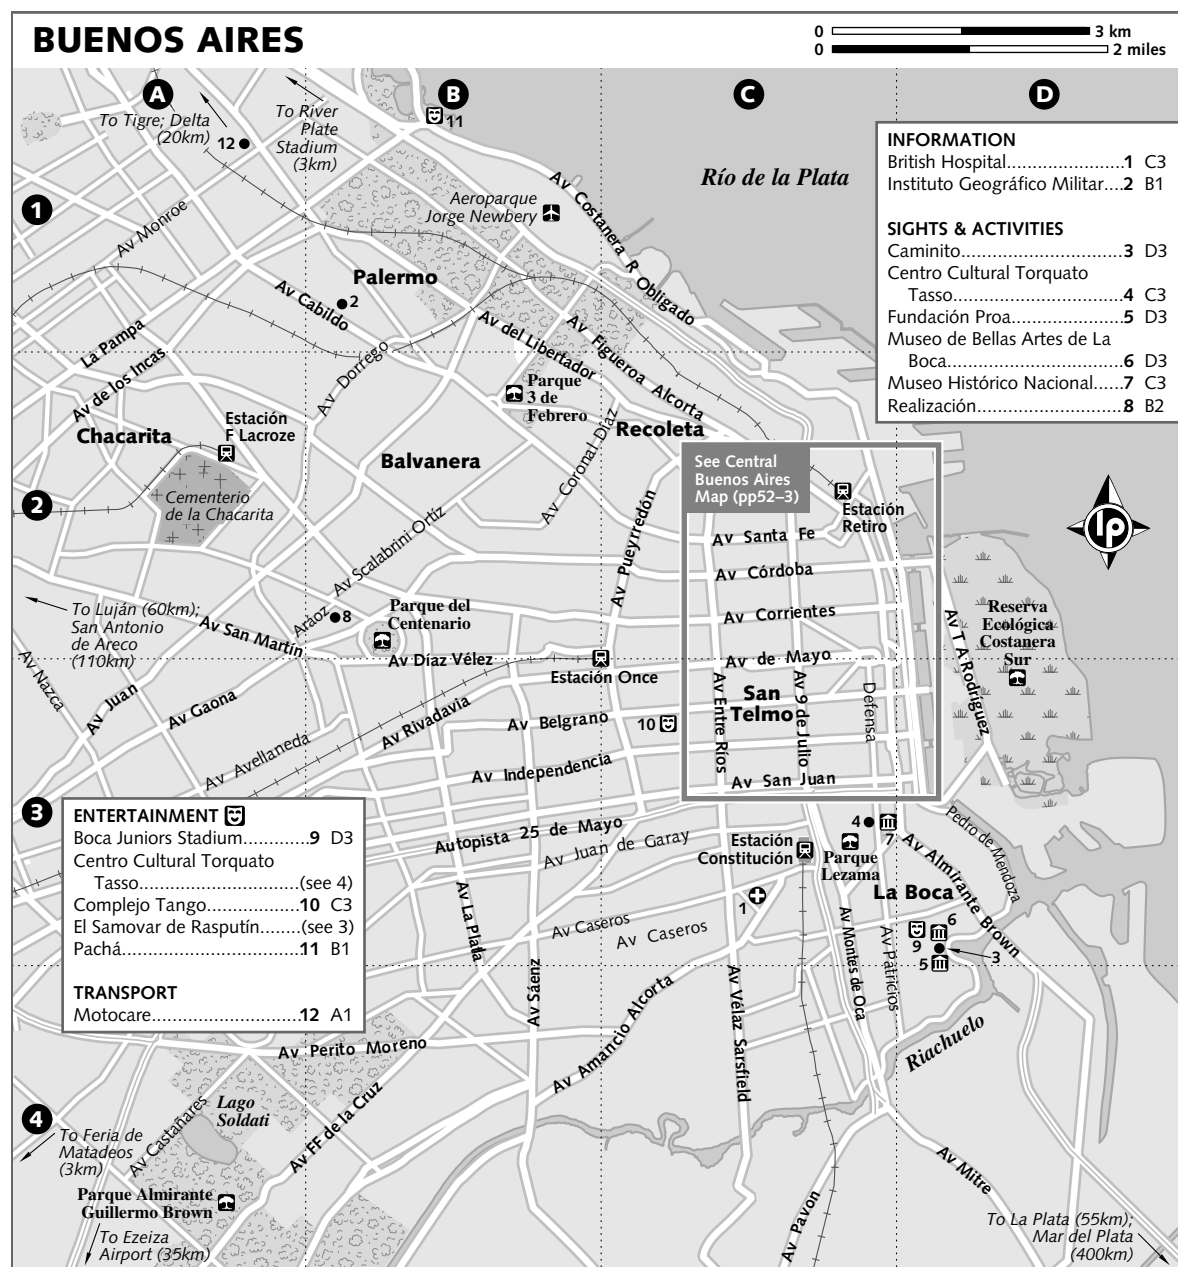 BUENOS AIRES
0 3 km
0 2 miles
A
B
C
D
1
2
3
4
To Tigre; Delta
(20km)
12
To River
Plate
Stadium
(3km)
11
Río de la Plata
Aeroparque
Jorge Newbery
Av Costanera R Obligado
Av Monroe
Palermo
Av Cabildo
2
La Pampa
Av de los Incas
Av Dorrego
Av del Libertador
Av Figueroa Alcorta
Parque
3 de
Febrero
INFORMATION
British Hospital......................1 C3
Instituto Geográfico Militar....2 B1
SIGHTS & ACTIVITIES
Caminito................................3 D3
Centro Cultural Torquato
Tasso.................................4 C3
Fundación Proa......................5 D3
Museo de Bellas Artes de La
Boca..................................6 D3
Museo Histórico Nacional......7 C3
Realización............................8 B2
Chacarita
Estación
F Lacroze
Cementerio
de la Chacarita
Balvanera
Recoleta
Av Coronal Díaz
Av Pueyrredón
Av Scalabrini Ortíz
Aráoz
8
See Central
Buenos Aires
Map (pp52–3)
Estación
Retiro
Av Santa Fe
Av Córdoba
Av Corrientes
Av de Mayo
lp
Reserva
Ecológica
Costanera
Sur
Av T A Rodríguez
To Luján (60km);
San Antonio
de Areco
(110km)
Av San Martín
Parque del
Centenario
Av Díaz Vélez
Estación Once
Av Nazca
Av Juan
Av Gaona
Av Avellaneda
Av Rivadavia
Av Belgrano
10
San
Telmo
Av Entre Ríos
Av 9 de Julio
Defensa
Av Independencia
Av San Juan
ENTERTAINMENT
Boca Juniors Stadium.............9 D3
Centro Cultural Torquato
Tasso...............................(see 4)
Complejo Tango...................10 C3
El Samovar de Rasputín........(see 3)
Pachá...................................11 B1
TRANSPORT
Motocare............................12 A1
Autopista 25 de Mayo
Av Juan de Garay
Estación
Constitución
4
7
Parque
Lezama
Pedro de Mendoza
Av Almirante Brown
La Boca
1
Av La Plata
Av Caseros
Av Caseros
Av Sáenz
Av Montes de Oca
Av Patricios
6
9
3
5
Av Vélaz Sarsfield
Av Amancio Alcorta
Riachuelo
Av Perito Moreno
Lago
Soldati
Av Castañares
Av FF de la Cruz
To Feria de
Matadeos
(3km)
Parque Almirante
Guillermo Brown
To Ezeiza
Airport (35km)
Av Pavon
Av Mitre
To La Plata (55km);
Mar del Plata
(400km)